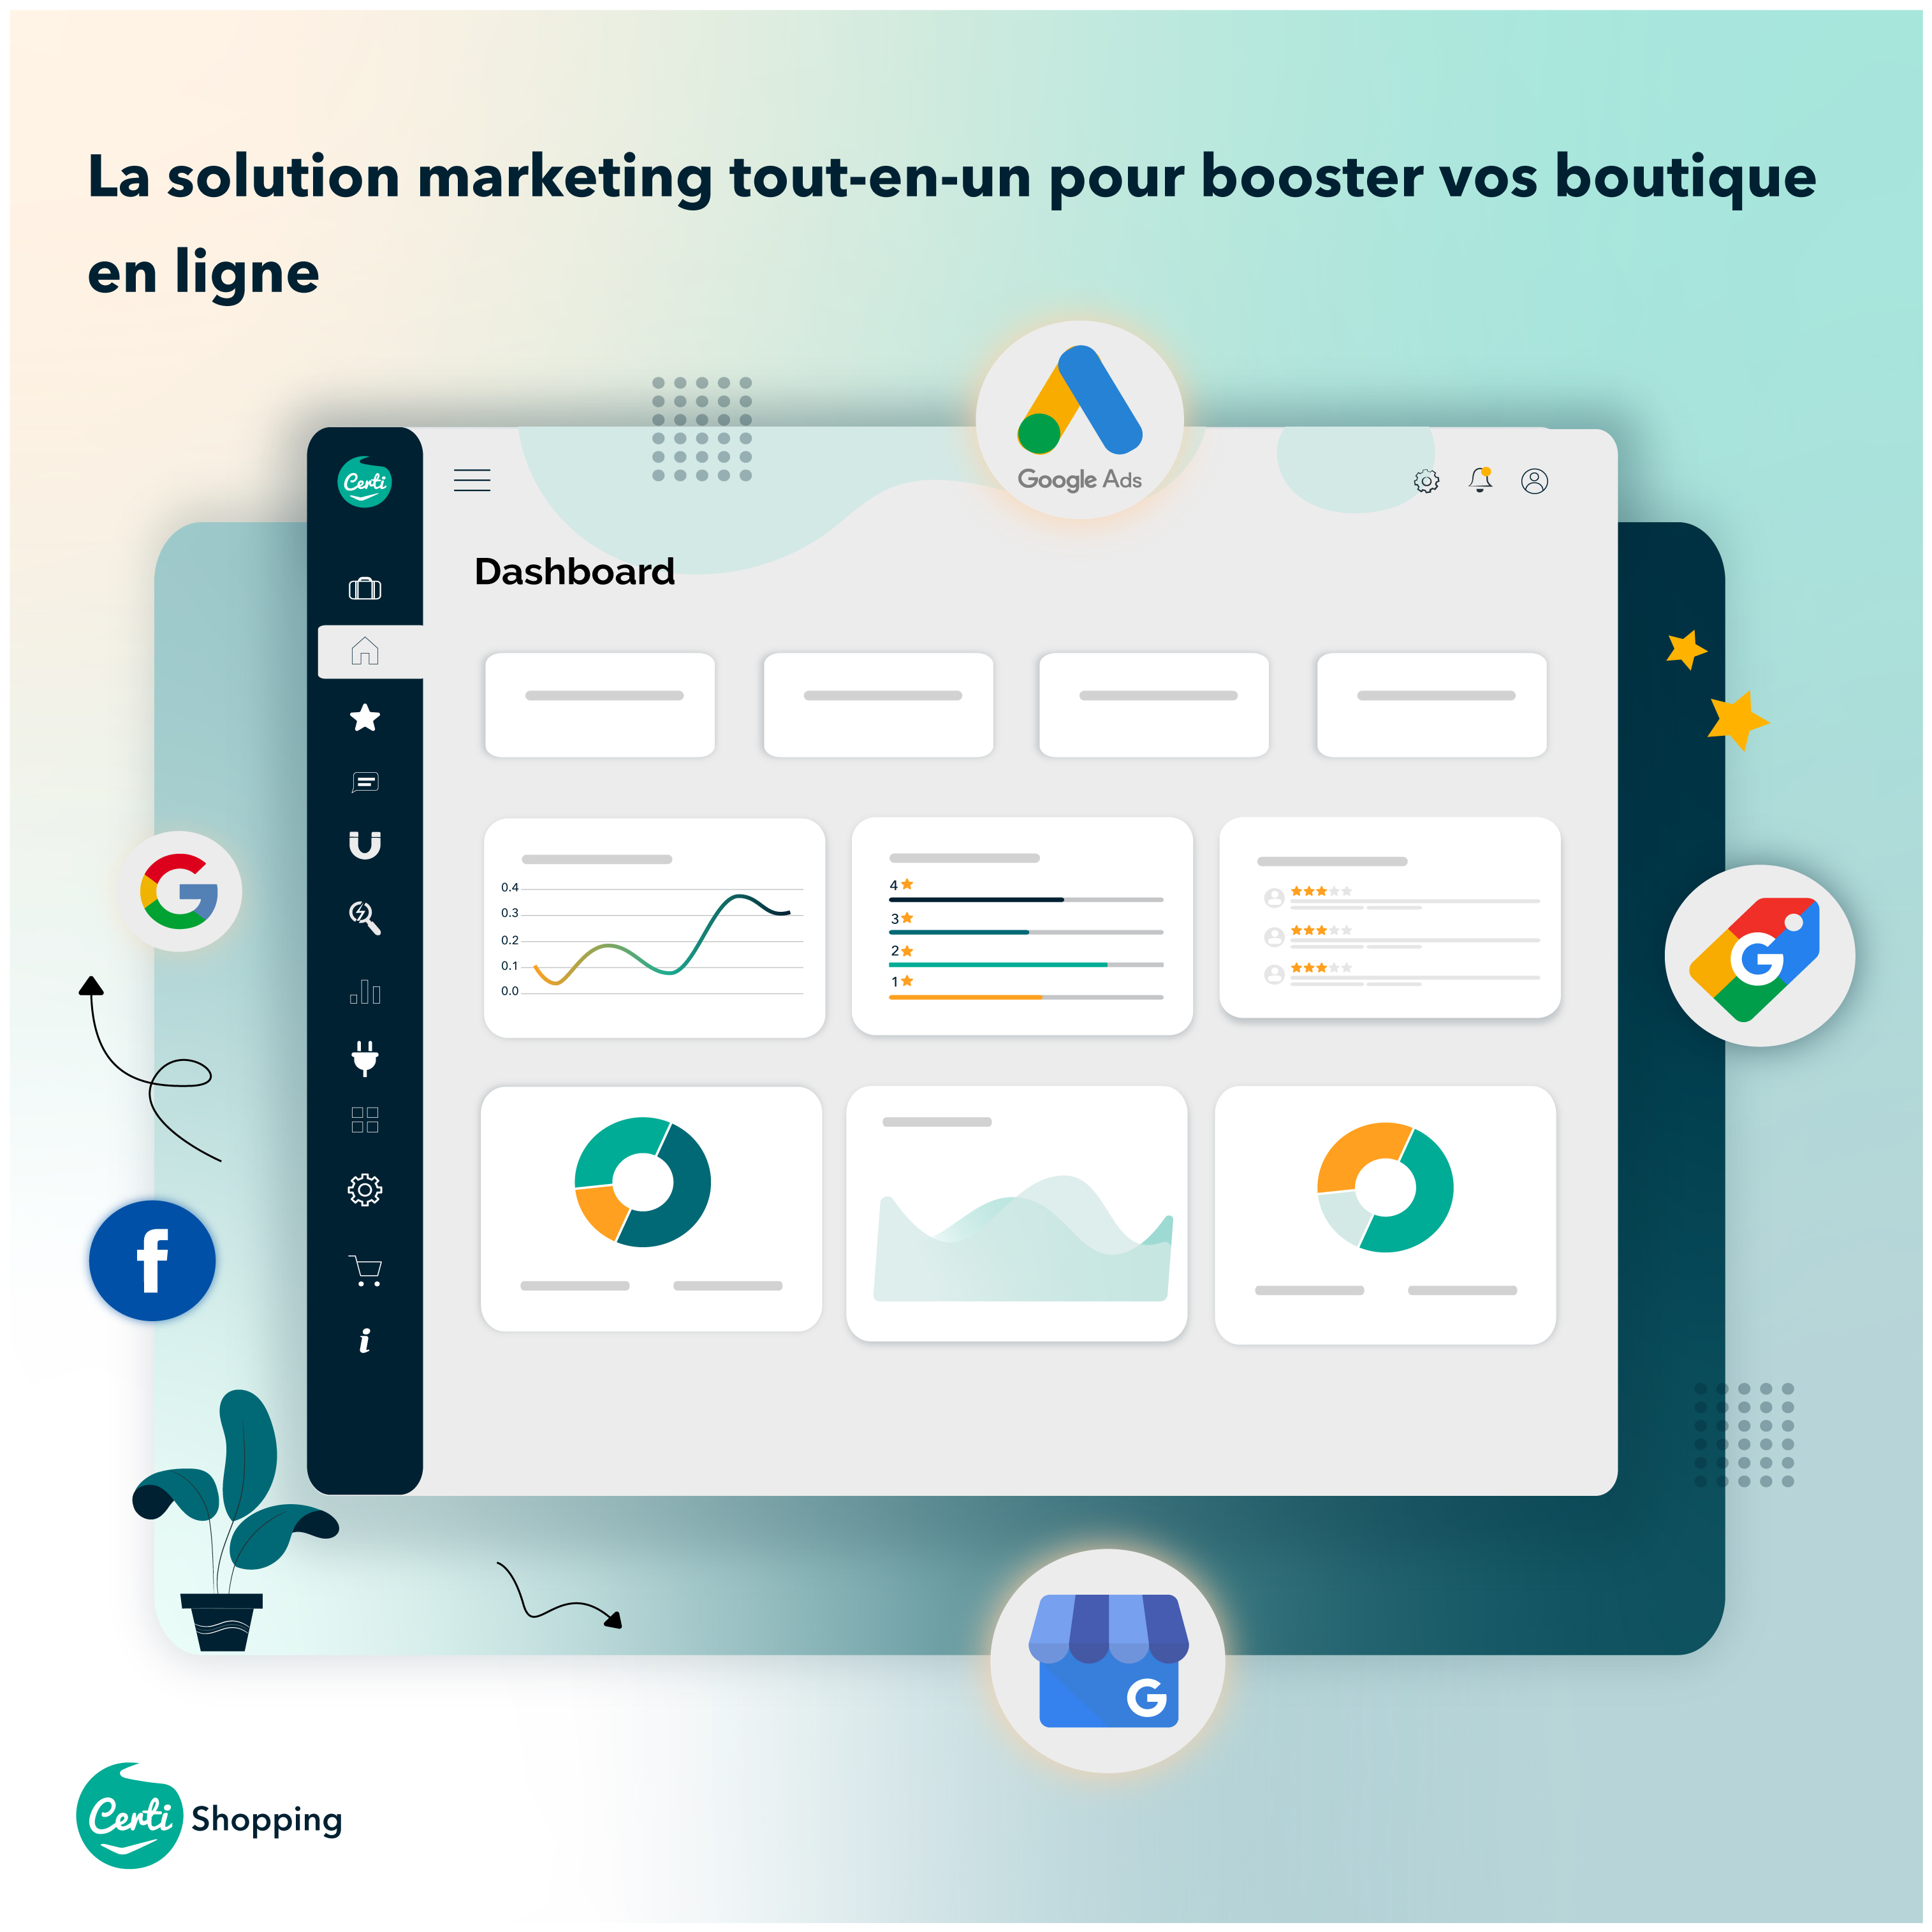 La solution marketing tout-en-un pour booster vos boutique
en ligne
Google Ads
Certi
Dashboard
0.4
0.3
0.2
0.1
0.0
4
3
2
1
G
f
G
i
G
Certi Shopping